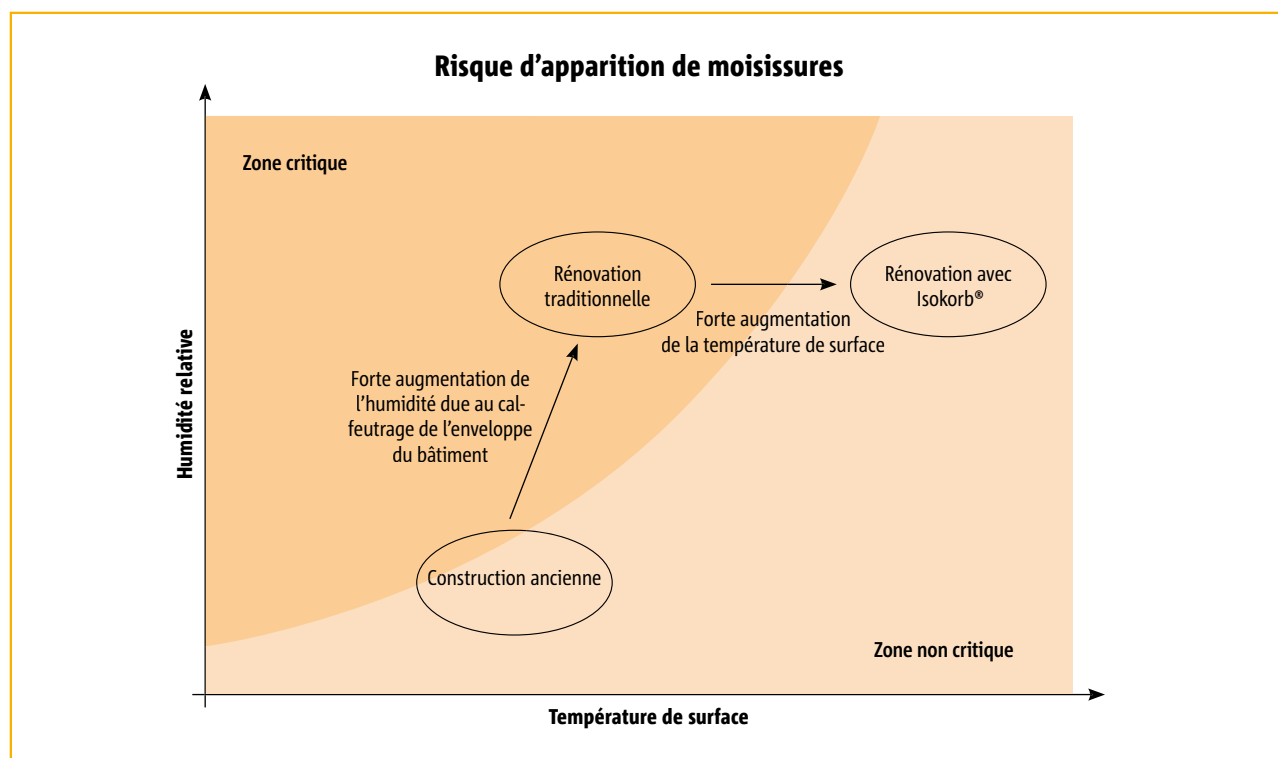 Risque d'apparition de moisissures
Zone critique
Rénovation
traditionnelle
Rénovation avec
Isokorb®
Forte augmentation
de la température de surface
Forte augmentation de
l'humidité due au cal-
feutrage de l'enveloppe
du bâtiment
Construction ancienne
Zone non critique
Humidité relative
Température de surface